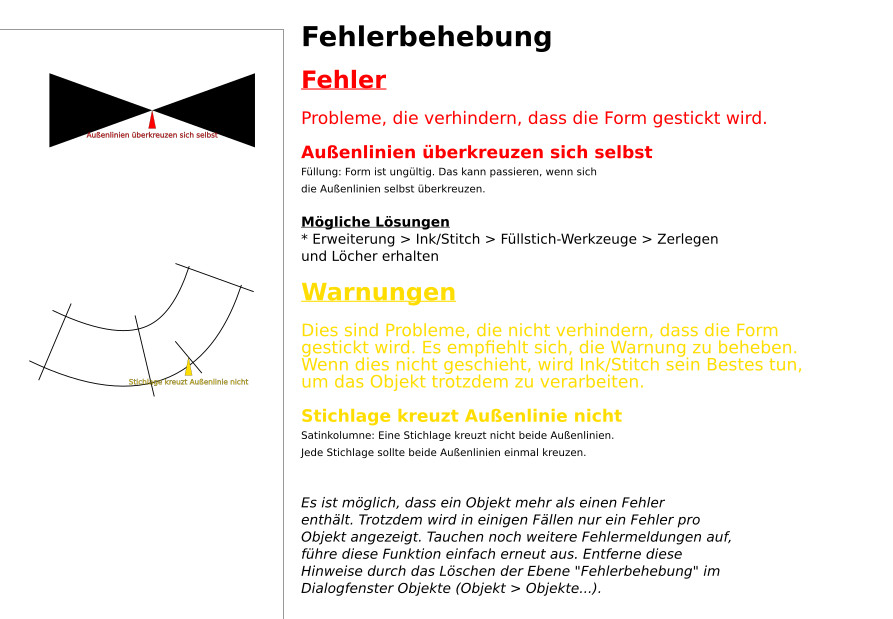 Fehlerbehebung
Fehler
Probleme, die verhindern, dass die Form gestickt wird.
Außenlinien überkreuzen sich selbst
Füllung: Form ist ungültig. Das kann passieren, wenn sich
die Außenlinien selbst überkreuzen.
Mögliche Lösungen
* Erweiterung > Ink/Stitch > Füllstich-Werkzeuge > Zerlegen
und Löcher erhalten
Warnungen
Dies sind Probleme, die nicht verhindern, dass die Form
gestickt wird. Es empfiehlt sich, die Warnung zu beheben.
Wenn dies nicht geschieht, wird Ink/Stitch sein Bestes tun,
um das Objekt trotzdem zu verarbeiten.
Stichlage kreuzt Außenlinie nicht
Satinkolumne: Eine Stichlage kreuzt nicht beide Außenlinien.
Jede Stichlage sollte beide Außenlinien einmal kreuzen.
Es ist möglich, dass ein Objekt mehr als einen Fehler
enthält. Trotzdem wird in einigen Fällen nur ein Fehler pro
Objekt angezeigt. Tauchen noch weitere Fehlermeldungen auf,
führe diese Funktion einfach erneut aus. Entferne diese
Hinweise durch das Löschen der Ebene "Fehlerbehebung" im
Dialogfenster Objekte (Objekt > Objekte...).
Außenlinien überkreuzen sich selbst
Stichlage kreuzt Außenlinie nicht